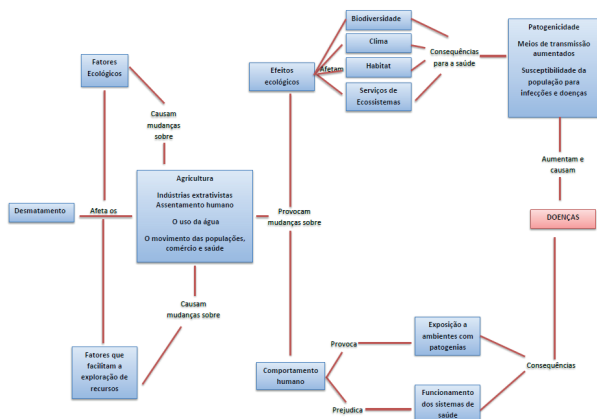 Desmatamento
Afeta os
Fatores
Ecológicos
Causam
mudanças
sobre
Agricultura
Indústrias extrativistas
Assentamento humano
O uso da água
O movimento das populações,
comércio e saúde
Causam
mudanças sobre
Fatores que
facilitam a
exploração de
recursos
Provocam
mudanças sobre
Efeitos
ecológicos
Afetam
Biodiversidade
Clima
Habitat
Serviços de
Ecossistemas
Consequências
para a saúde
Patogenicidade
Meios de transmissão
aumentados
Susceptibilidade da
população para
infecções e doenças
Aumentam e
causam
DOENÇAS
Comportamento
humano
Provoca
Prejudica
Exposição a
ambientes com
patogenias
Funcionamento
dos sistemas de
saúde
Consequências